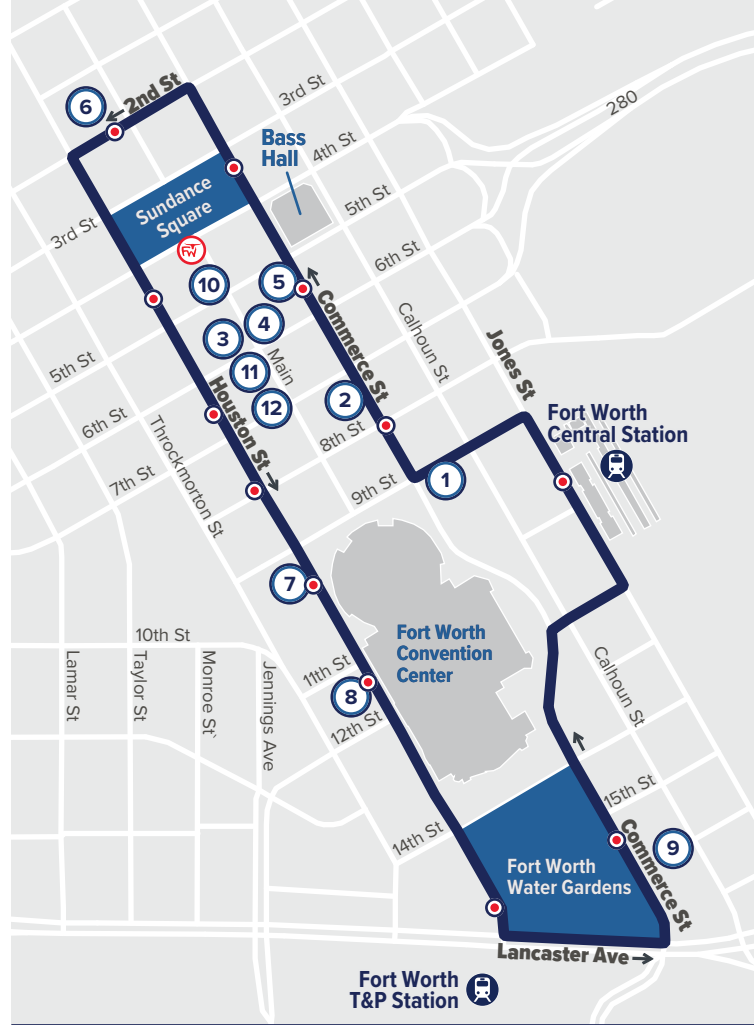 280
3rd St
2nd St
6
Bass
Hall
4th St
Sundance
Square
5th St
3rd St
FW
6th St
10
5
Commerce St
Calhoun St
4
3
Jones St
5th St
Main
11
2
12
Fort Worth
Central Station
6th St
Houston St
8th St
Throckmorton St
7th St
9th St
1
7
Fort Worth
Convention
Center
10th St
Lamar St
Taylor St
Monroe St`
Jennings Ave
11th St
8
12th St
Calhoun St
15th St
14th St
Commerce St
9
Fort Worth
Water Gardens
Lancaster Ave
Fort Worth
T&P Station